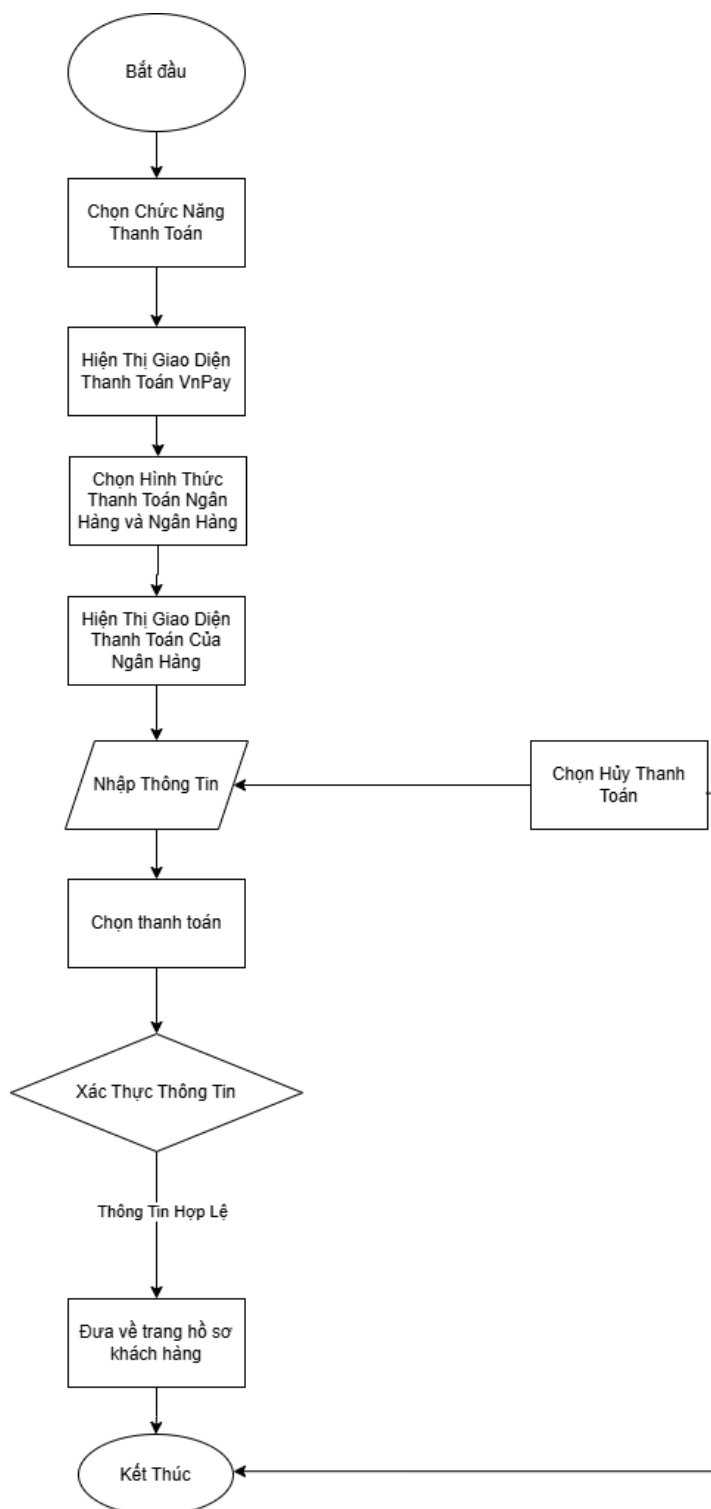 Bắt đầu
Chọn Chức Năng
Thanh Toán
Hiện Thị Giao Diện
Thanh Toán VnPay
Chọn Hình Thức
Thanh Toán Ngân
Hàng và Ngân Hàng
Hiện Thị Giao Diện
Thanh Toán Của
Ngân Hàng
Nhập Thông Tin
Chọn Hủy Thanh
Toán
Chọn thanh toán
Xác Thực Thông Tin
Thông Tin Hợp Lệ
Đưa về trang hồ sơ
khách hàng
Kết Thúc